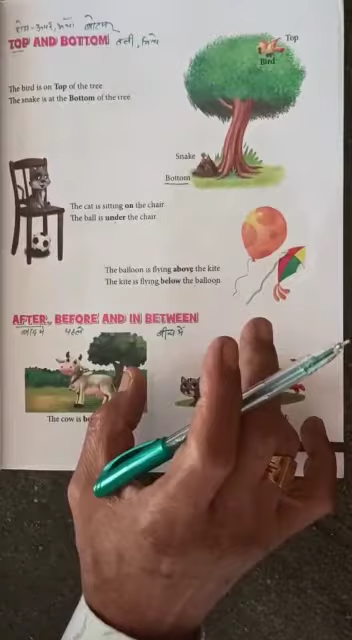 TOP AND BOTTOM तली, नीचे
Top
Bird
The bird is on Top of the tree
The snake is at the Bottom of the tree
Snake
Bottom
The cat is sitting on the chair
The ball is under the chair
The balloon is flying above the kite
The kite is flying below the balloon
AFTER, BEFORE AND IN BETWEEN
बाद में पहले बीच में
The cow is